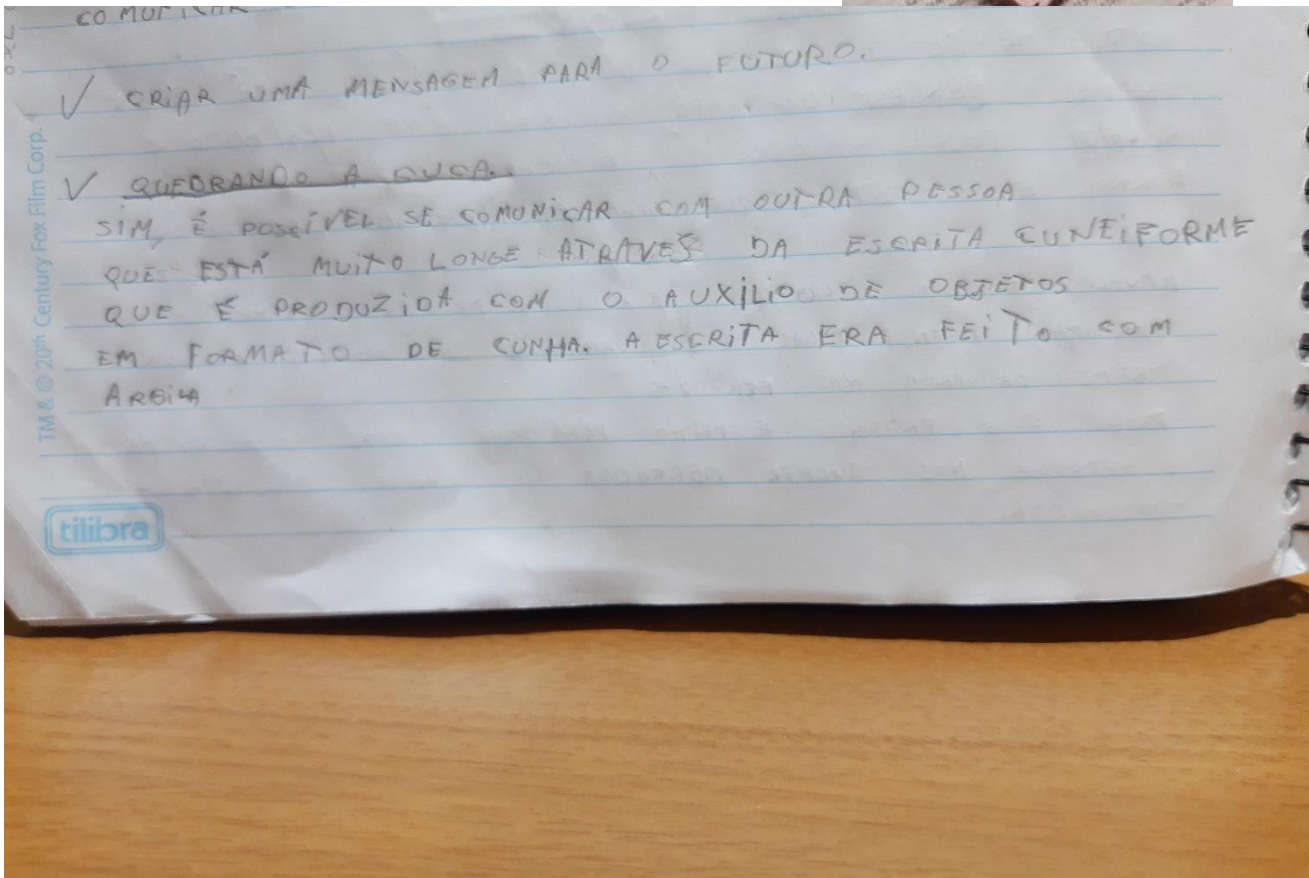 COMUNICAR
√ CRIAR UMA MENSAGEM PARA O FUTURO.
√ QUEBRANDO A CUCA.
SIM, É POSSÍVEL SE COMUNICAR COM OUTRA PESSOA
QUE ESTÁ MUITO LONGE ATRAVÉS DA ESCRITA CUNEIFORME
QUE É PRODUZIDA COM O AUXÍLIO DE OBJETOS
EM FORMATO DE CUNHA. A ESCRITA ERA FEITO COM
ARGILA
TM & © 20th Century Fox Film Corp.
tilibra